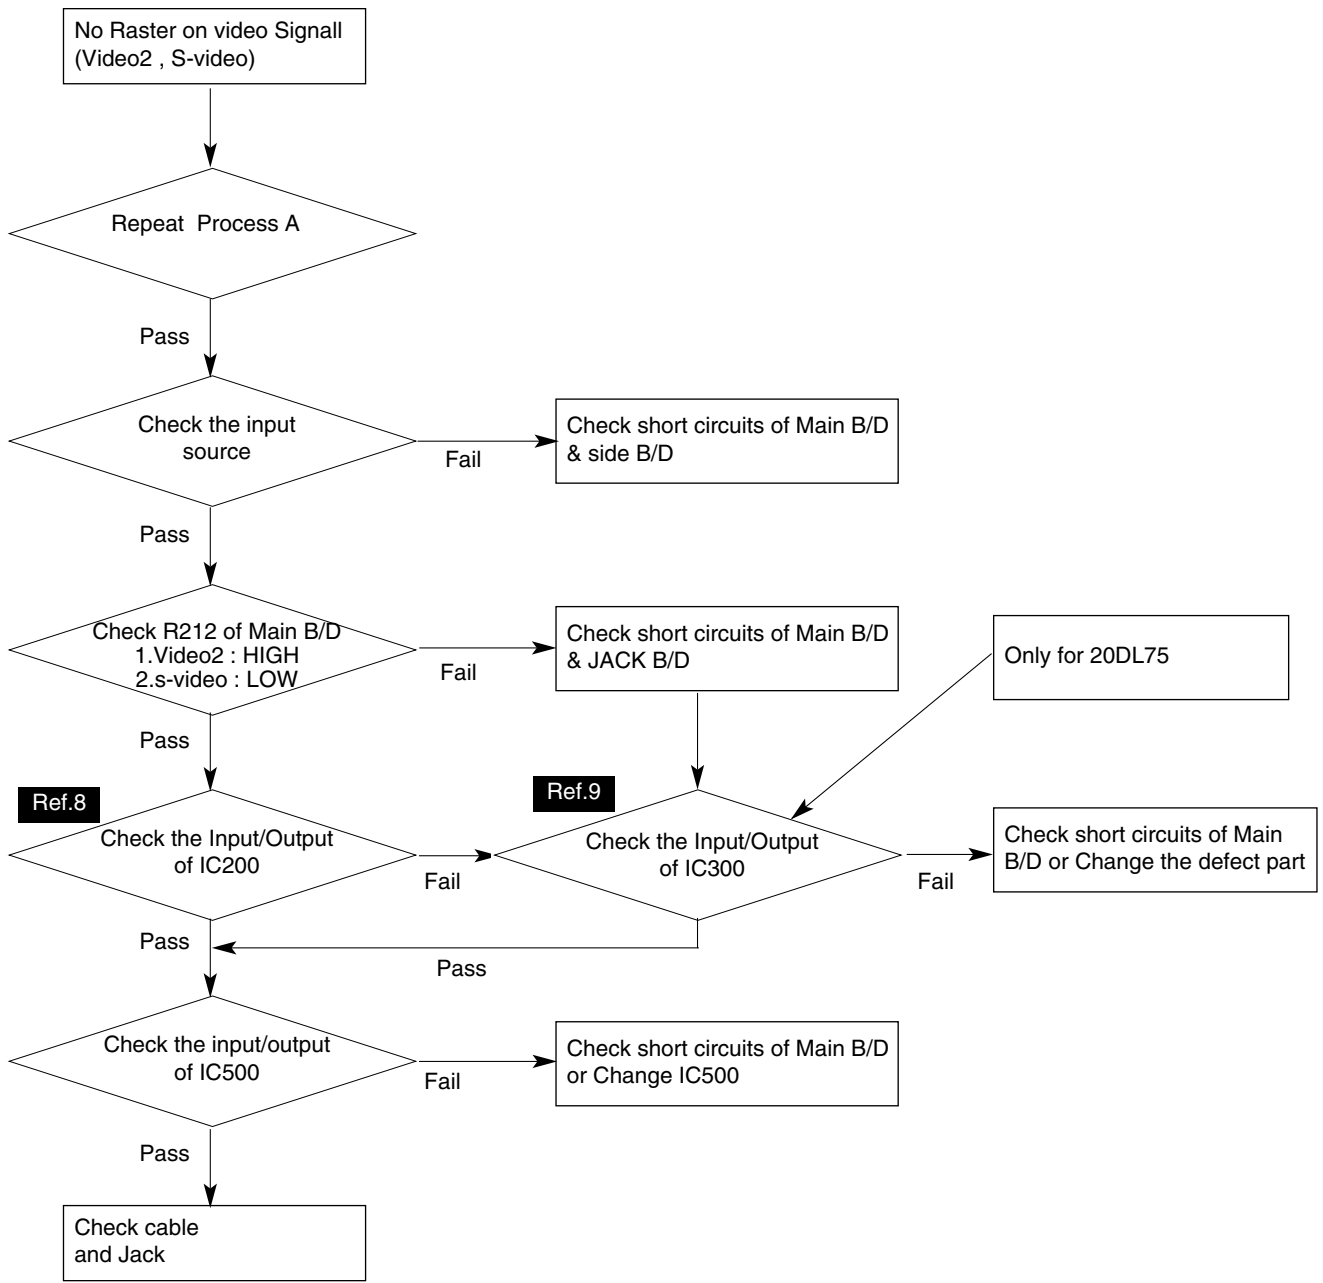 No Raster on video Signall
(Video2 , S-video)
Repeat  Process A
Pass
Check the input
source
Fail
Check short circuits of Main B/D
& side B/D
Pass
Check R212 of Main B/D
1.Video2 : HIGH
2.s-video : LOW
Fail
Check short circuits of Main B/D
& JACK B/D
Only for 20DL75
Pass
Ref.8
Check the Input/Output
of IC200
Fail
Ref.9
Check the Input/Output
of IC300
Fail
Check short circuits of Main
B/D or Change the defect part
Pass
Pass
Check the input/output
of IC500
Fail
Check short circuits of Main B/D
or Change IC500
Pass
Check cable
and Jack